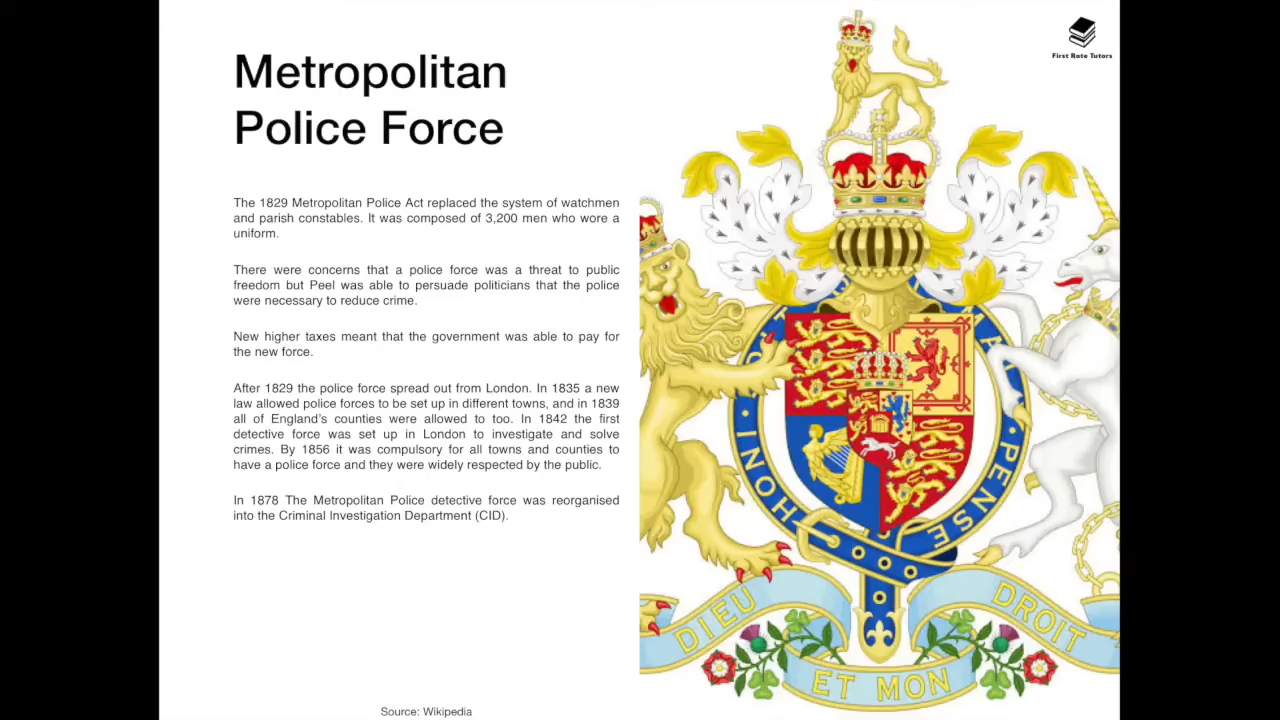 Metropolitan
Police Force
The 1829 Metropolitan Police Act replaced the system of watchmen
and parish constables. It was composed of 3,200 men who wore a
uniform.
There were concerns that a police force was a threat to public
freedom but Peel was able to persuade politicians that the police
were necessary to reduce crime.
New higher taxes meant that the government was able to pay for
the new force.
After 1829 the police force spread out from London. In 1835 a new
law allowed police forces to be set up in different towns, and in 1839
all of England's counties were allowed to too. In 1842 the first
detective force was set up in London to investigate and solve
crimes. By 1856 it was compulsory for all towns and counties to
have a police force and they were widely respected by the public.
In 1878 The Metropolitan Police detective force was reorganised
into the Criminal Investigation Department (CID).
Source: Wikipedia
First Rate Tutors
HONI
PENSE
DIEU
ET MON
DROIT